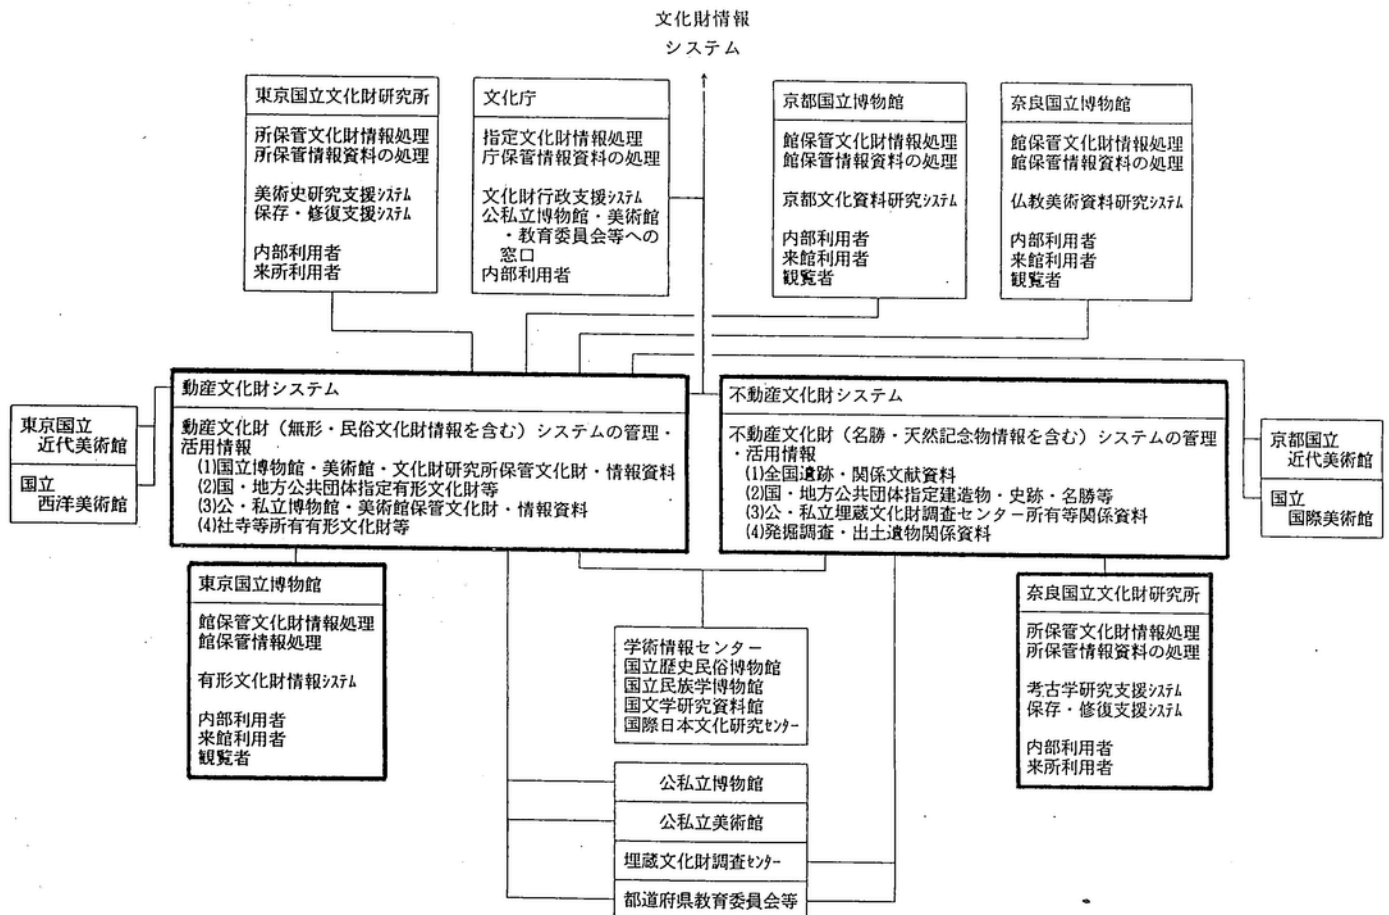 文化財情報
システム
東京国立文化財研究所
所保管文化財情報処理
所保管情報資料の処理
美術史研究支援システム
保存・修復支援システム
内部利用者
来所利用者
文化庁
指定文化財情報処理
庁保管情報資料の処理
文化財行政支援システム
公私立博物館・美術館
・教育委員会等への
窓口
内部利用者
京都国立博物館
館保管文化財情報処理
館保管情報資料の処理
京都文化資料研究システム
内部利用者
来館利用者
観覧者
奈良国立博物館
館保管文化財情報処理
館保管情報資料の処理
仏教美術資料研究システム
内部利用者
来館利用者
観覧者
東京国立
近代美術館
国立
西洋美術館
動産文化財システム
動産文化財(無形・民俗文化財情報を含む)システムの管理・
活用情報
(1)国立博物館・美術館・文化財研究所保管文化財・情報資料
(2)国・地方公共団体指定有形文化財等
(3)公・私立博物館・美術館保管文化財・情報資料
(4)社寺等所有有形文化財等
不動産文化財システム
不動産文化財(名勝・天然記念物情報を含む)システムの管理
・活用情報
(1)全国遺跡・関係文献資料
(2)国・地方公共団体指定建造物・史跡・名勝等
(3)公・私立埋蔵文化財調査センター所有等関係資料
(4)発掘調査・出土遺物関係資料
京都国立
近代美術館
国立
国際美術館
東京国立博物館
館保管文化財情報処理
館保管情報処理
有形文化財情報システム
内部利用者
来館利用者
観覧者
学術情報センター
国立歴史民俗博物館
国立民族学博物館
国文学研究資料館
国際日本文化研究センター
奈良国立文化財研究所
所保管文化財情報処理
所保管情報資料の処理
考古学研究支援システム
保存・修復支援システム
内部利用者
来所利用者
公私立博物館
公私立美術館
埋蔵文化財調査センター
都道府県教育委員会等